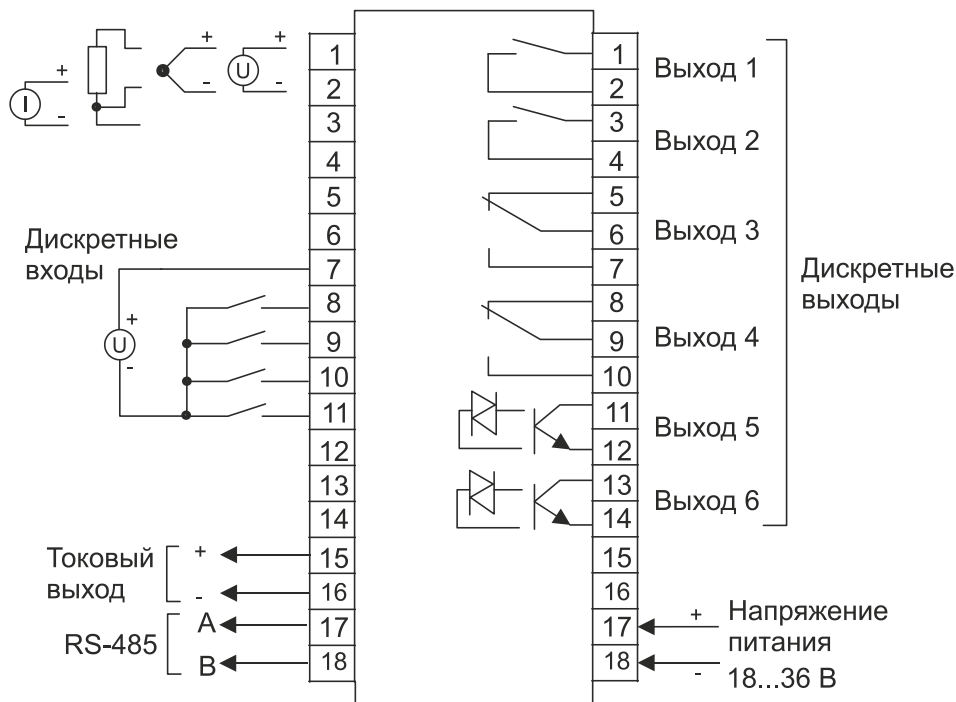 +
-
I
+
-
+
-
U
1
2
3
4
5
6
7
8
9
10
11
12
13
14
15
16
17
18
Дискретные
входы
+
U
-
Токовый
выход
+
-
RS-485
A
B
1
2
3
4
5
6
7
8
9
10
11
12
13
14
15
16
17
18
Выход 1
Выход 2
Выход 3
Выход 4
Выход 5
Выход 6
Дискретные
выходы
+
-
Напряжение
питания
18...36 В